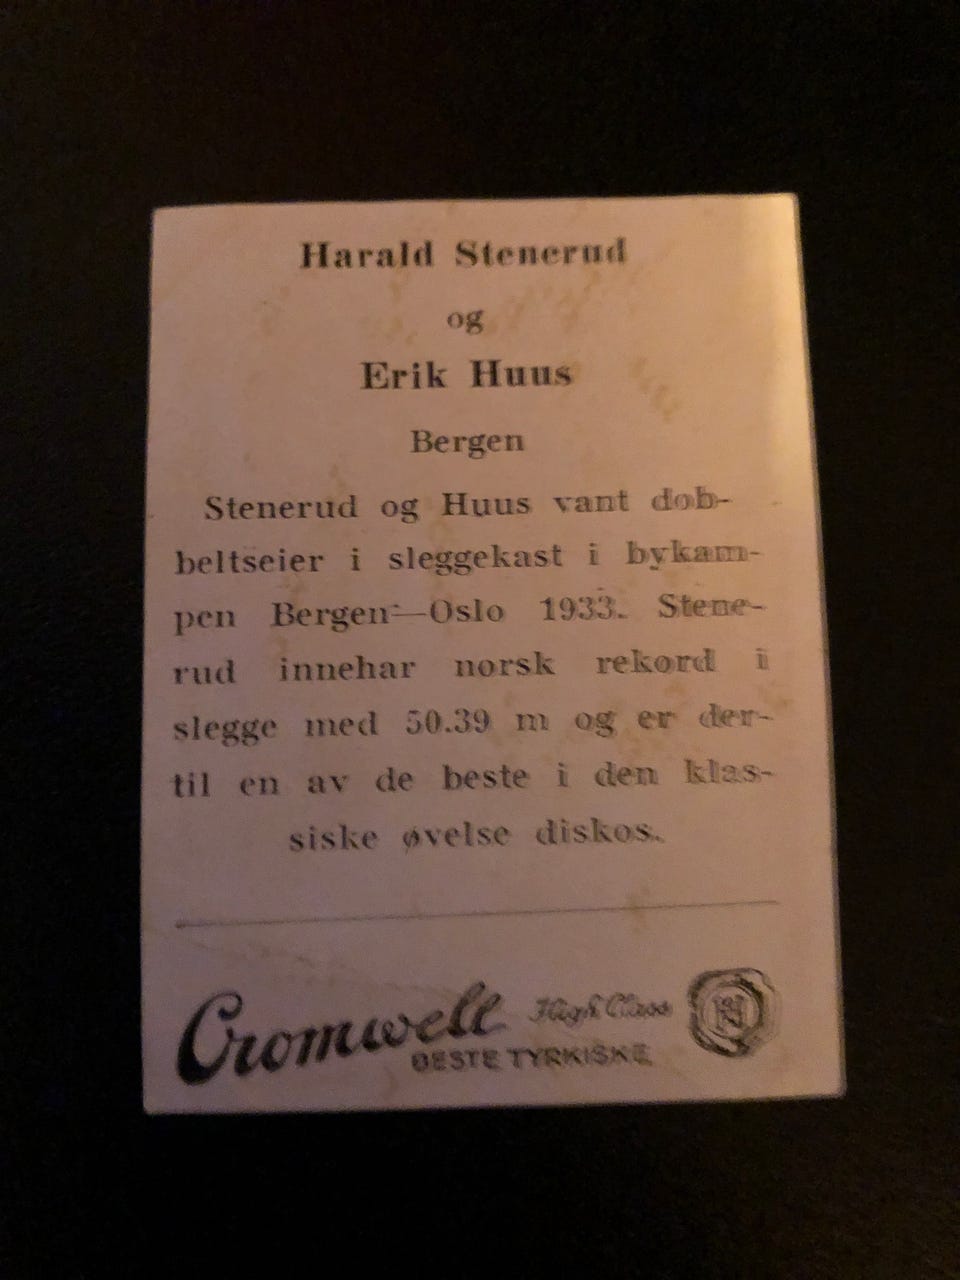 Harald Stenerud
og
Erik Huus
Bergen
Stenerud og Huus vant dob-
beltseier i sleggekast i bykam-
pen Bergen—Oslo 1933. Stene-
rud innehar norsk rekord i
slegge med 50.39 m og er der-
til en av de beste i den klas-
siske øvelse diskos.
Cromwell High Class
BESTE TYRKISKE